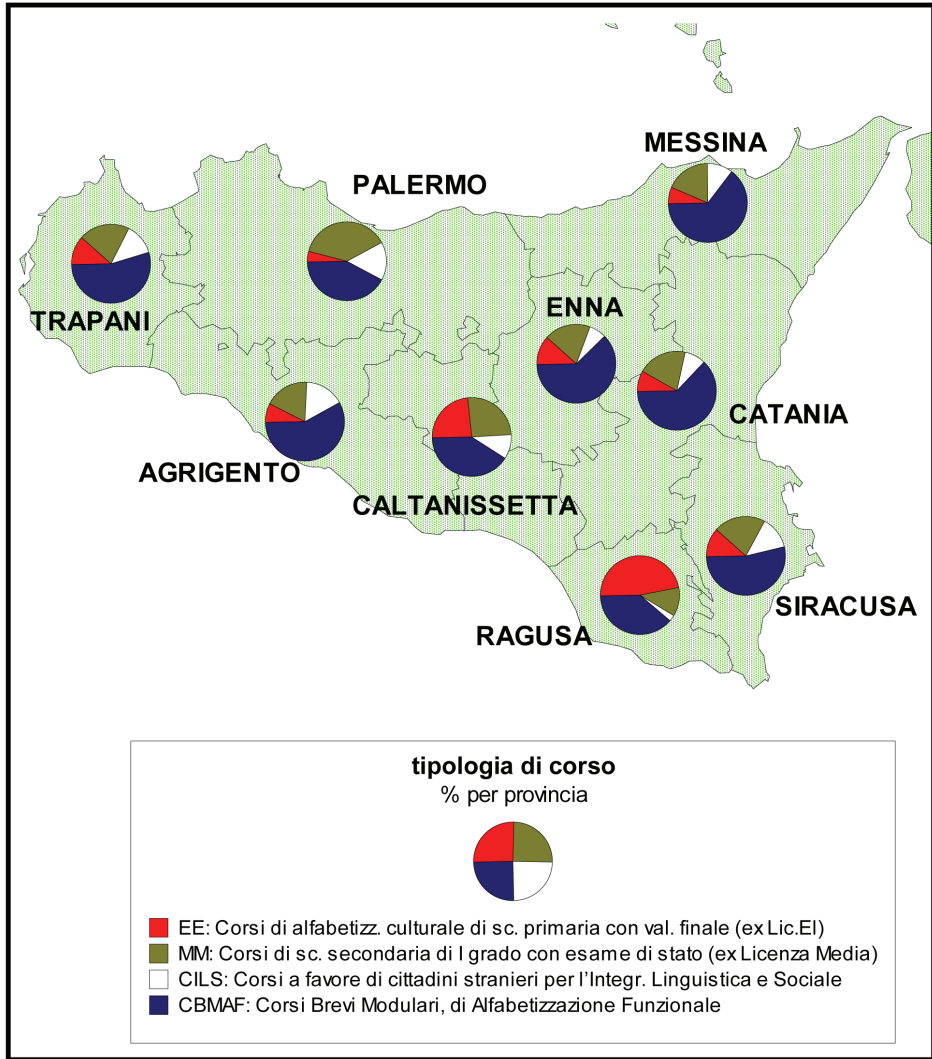 MESSINA
PALERMO
ENNA
TRAPANI
CATANIA
AGRIGENTO
CALTANISSETTA
SIRACUSA
RAGUSA
tipologia di corso
% per provincia
EE: Corsi di alfabetizz. culturale di sc. primaria con val. finale (ex Lic.El)
MM: Corsi di sc. secondaria di I grado con esame di stato (ex Licenza Media)
CILS: Corsi a favore di cittadini stranieri per l'Integr. Linguistica e Sociale
CBMAF: Corsi Brevi Modulari, di Alfabetizzazione Funzionale